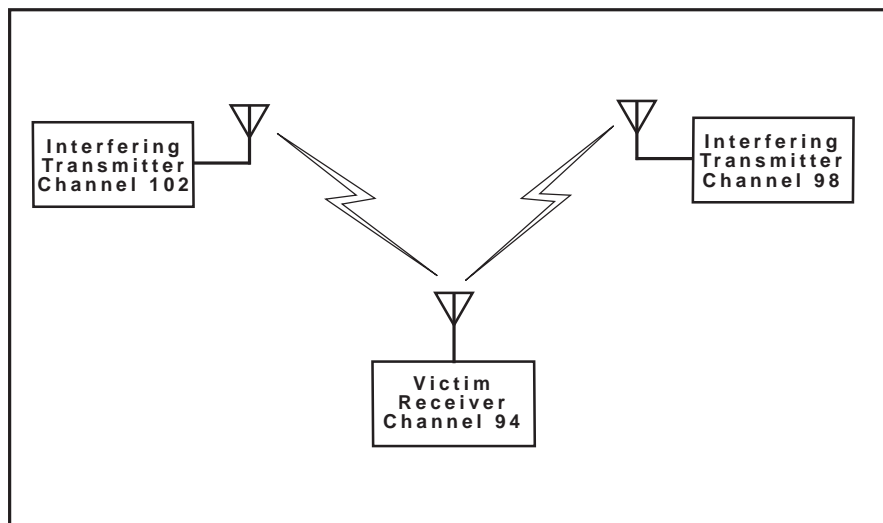 Interfering
Transmitter
Channel 102
Interfering
Transmitter
Channel 98
Victim
Receiver
Channel 94